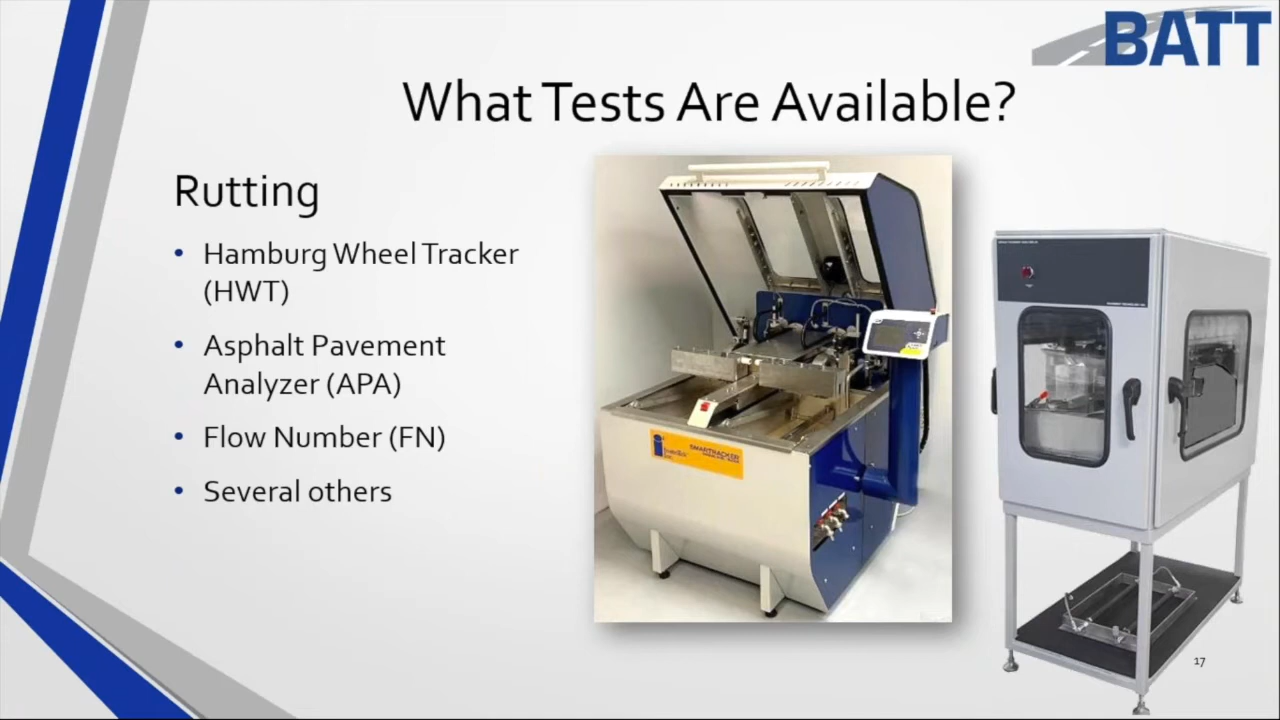 BATT
What Tests Are Available?
Rutting
• Hamburg Wheel Tracker
(HWT)
• Asphalt Pavement
Analyzer (APA)
• Flow Number (FN)
• Several others
SMARTRACKER
17